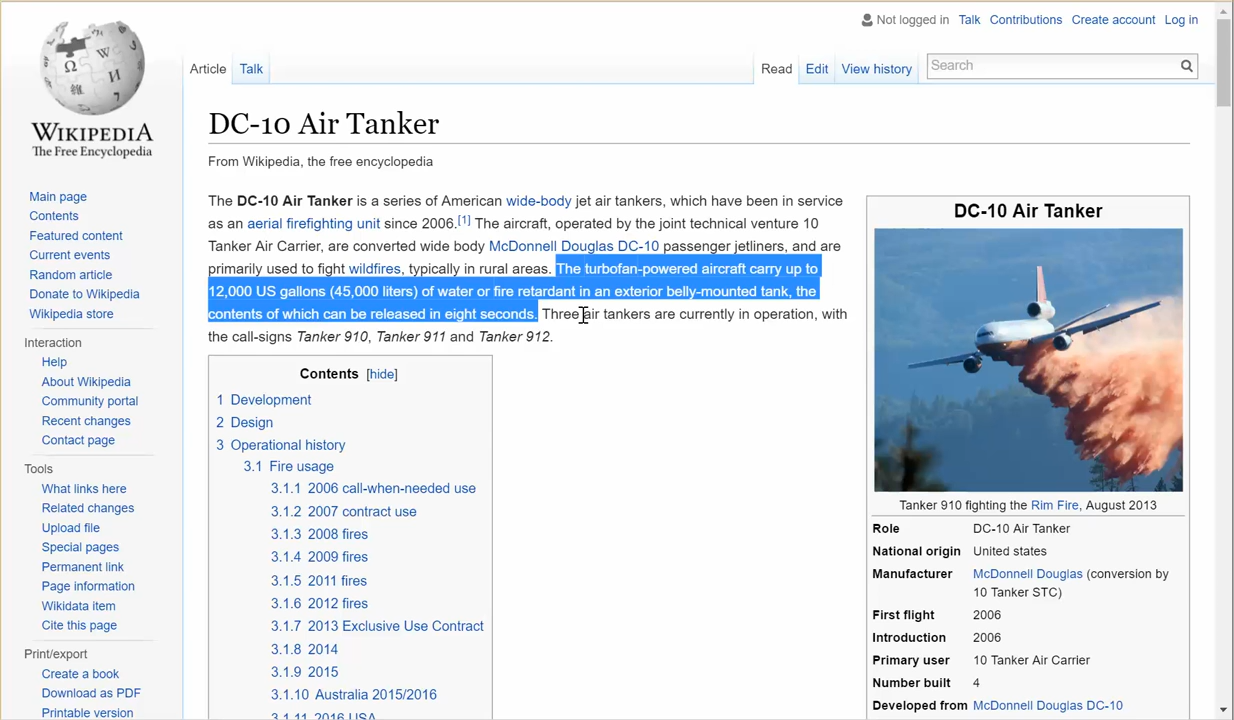 Not logged in Talk Contributions Create account Log in
Article Talk Read Edit View history Search
WIKIPEDIA
The Free Encyclopedia
Main page
Contents
Featured content
Current events
Random article
Donate to Wikipedia
Wikipedia store
Interaction
Help
About Wikipedia
Community portal
Recent changes
Contact page
Tools
What links here
Related changes
Upload file
Special pages
Permanent link
Page information
Wikidata item
Cite this page
Print/export
Create a book
Download as PDF
Printable version
DC-10 Air Tanker
From Wikipedia, the free encyclopedia
The DC-10 Air Tanker is a series of American wide-body jet air tankers, which have been in service
as an aerial firefighting unit since 2006.[1] The aircraft, operated by the joint technical venture 10
Tanker Air Carrier, are converted wide body McDonnell Douglas DC-10 passenger jetliners, and are
primarily used to fight wildfires, typically in rural areas. The turbofan-powered aircraft carry up to
12,000 US gallons (45,000 liters) of water or fire retardant in an exterior belly-mounted tank, the
contents of which can be released in eight seconds. Three air tankers are currently in operation, with
the call-signs Tanker 910, Tanker 911 and Tanker 912.
Contents [hide]
1 Development
2 Design
3 Operational history
3.1 Fire usage
3.1.1 2006 call-when-needed use
3.1.2 2007 contract use
3.1.3 2008 fires
3.1.4 2009 fires
3.1.5 2011 fires
3.1.6 2012 fires
3.1.7 2013 Exclusive Use Contract
3.1.8 2014
3.1.9 2015
3.1.10 Australia 2015/2016
3.1.11 2016 USA
DC-10 Air Tanker
Tanker 910 fighting the Rim Fire, August 2013
Role DC-10 Air Tanker
National origin United states
Manufacturer McDonnell Douglas (conversion by
10 Tanker STC)
First flight 2006
Introduction 2006
Primary user 10 Tanker Air Carrier
Number built 4
Developed from McDonnell Douglas DC-10